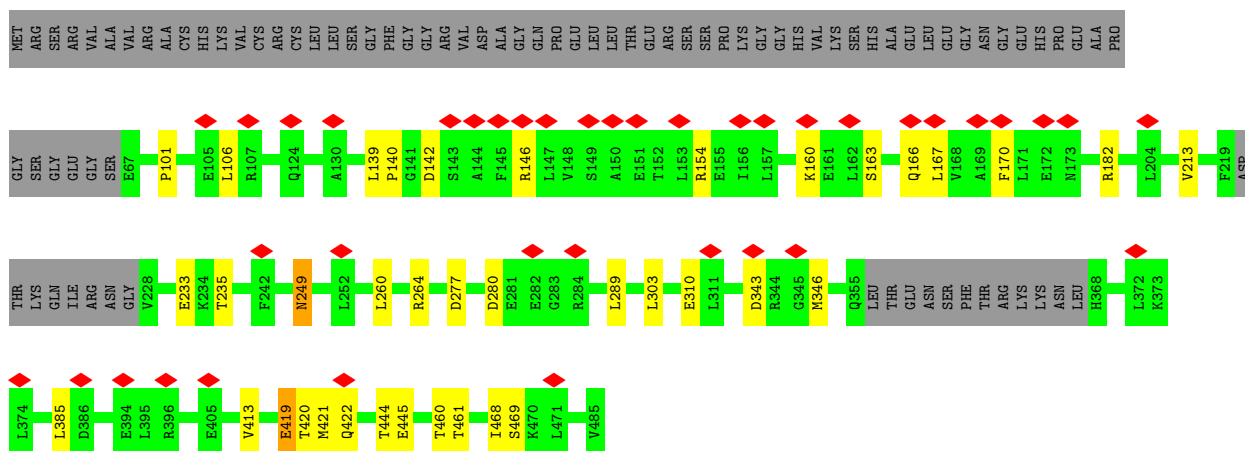 MET ARG SER ARG VAL ALA VAL ARG ALA CYS HIS LYS VAL CYS ARG CYS LEU LEU SER GLY PHE GLY GLY ARG VAL ASP ALA GLY GLN PRO GLU LEU LEU THR GLU ARG SER SER PRO LYS GLY GLY HIS VAL LYS SER HIS ALA GLU LEU GLU GLY ASN GLY GLU HIS PRO GLU ALA PRO
GLY SER GLY GLU GLY SER E67 P101 E105 L106 R107 Q124 A130 L139 P140 G141 D142 S143 A144 F145 R146 L147 V148 S149 A150 E151 T152 L153 R154 E155 I156 L157 K160 E161 L162 S163 Q166 L167 V168 A169 F170 L171 E172 N173 R182 L204 V213 F219 ASP
THR LYS GLN ILE ARG ASN GLY V228 E233 K234 T235 F242 N249 L252 L260 R264 D277 D280 E281 E282 G283 R284 L289 L303 E310 L311 D343 R344 G345 M346 Q355 LEU THR GLU ASN SER PHE THR ARG LYS LYS ASN LEU H368 L372 K373
L374 L385 D386 E394 L395 R396 E405 V413 E419 T420 M421 Q422 T444 E445 T460 T461 I468 S469 K470 L471 V485